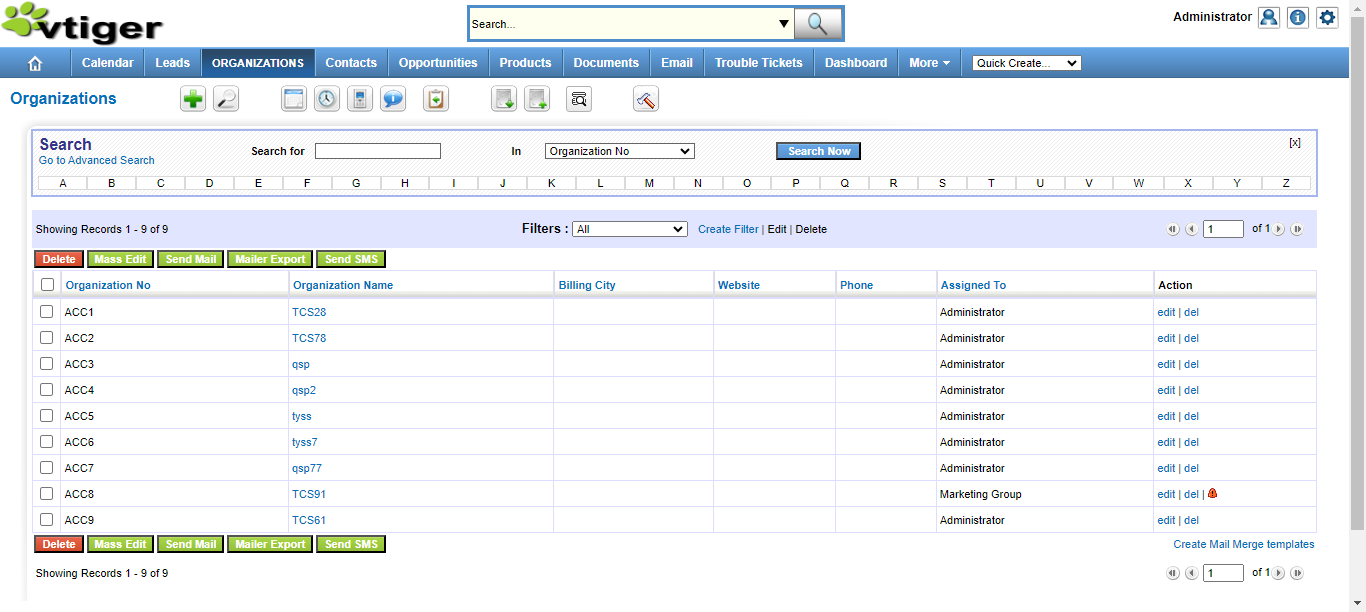 vtiger
Search...
Administrator
Calendar Leads ORGANIZATIONS Contacts Opportunities Products Documents Email Trouble Tickets Dashboard More Quick Create...
Organizations
Search
Go to Advanced Search
Search for In Organization No Search Now [x]
A B C D E F G H I J K L M N O P Q R S T U V W X Y Z
Showing Records 1 - 9 of 9 Filters : All Create Filter | Edit | Delete 1 of 1
Delete Mass Edit Send Mail Mailer Export Send SMS
Organization No Organization Name Billing City Website Phone Assigned To Action
ACC1 TCS28 Administrator edit | del
ACC2 TCS78 Administrator edit | del
ACC3 qsp Administrator edit | del
ACC4 qsp2 Administrator edit | del
ACC5 tyss Administrator edit | del
ACC6 tyss7 Administrator edit | del
ACC7 qsp77 Administrator edit | del
ACC8 TCS91 Marketing Group edit | del |
ACC9 TCS61 Administrator edit | del
Delete Mass Edit Send Mail Mailer Export Send SMS Create Mail Merge templates
Showing Records 1 - 9 of 9 1 of 1